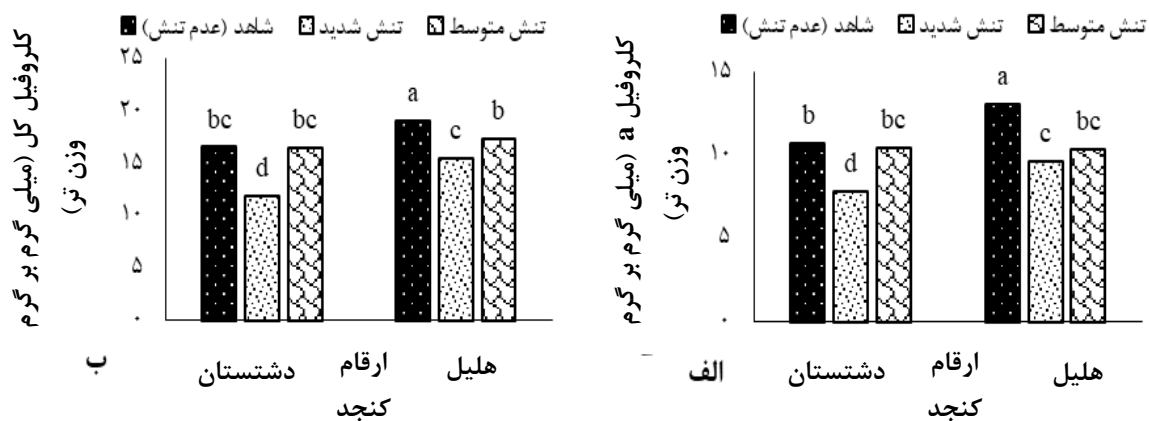 شاهد (عدم تنش) تنش شدید تنش متوسط
کلروفیل a (میلی گرم بر گرم
وزن تر)
۱۵
۱۰
۵
۰
b
d
bc
a
c
bc
دشتستان
ارقام
هلیل
کنجد
الف
شاهد (عدم تنش) تنش شدید تنش متوسط
کلروفیل کل (میلی گرم بر گرم
وزن تر)
۲۵
۲۰
۱۵
۱۰
۵
۰
bc
d
bc
a
c
b
دشتستان
ارقام
هلیل
کنجد
ب